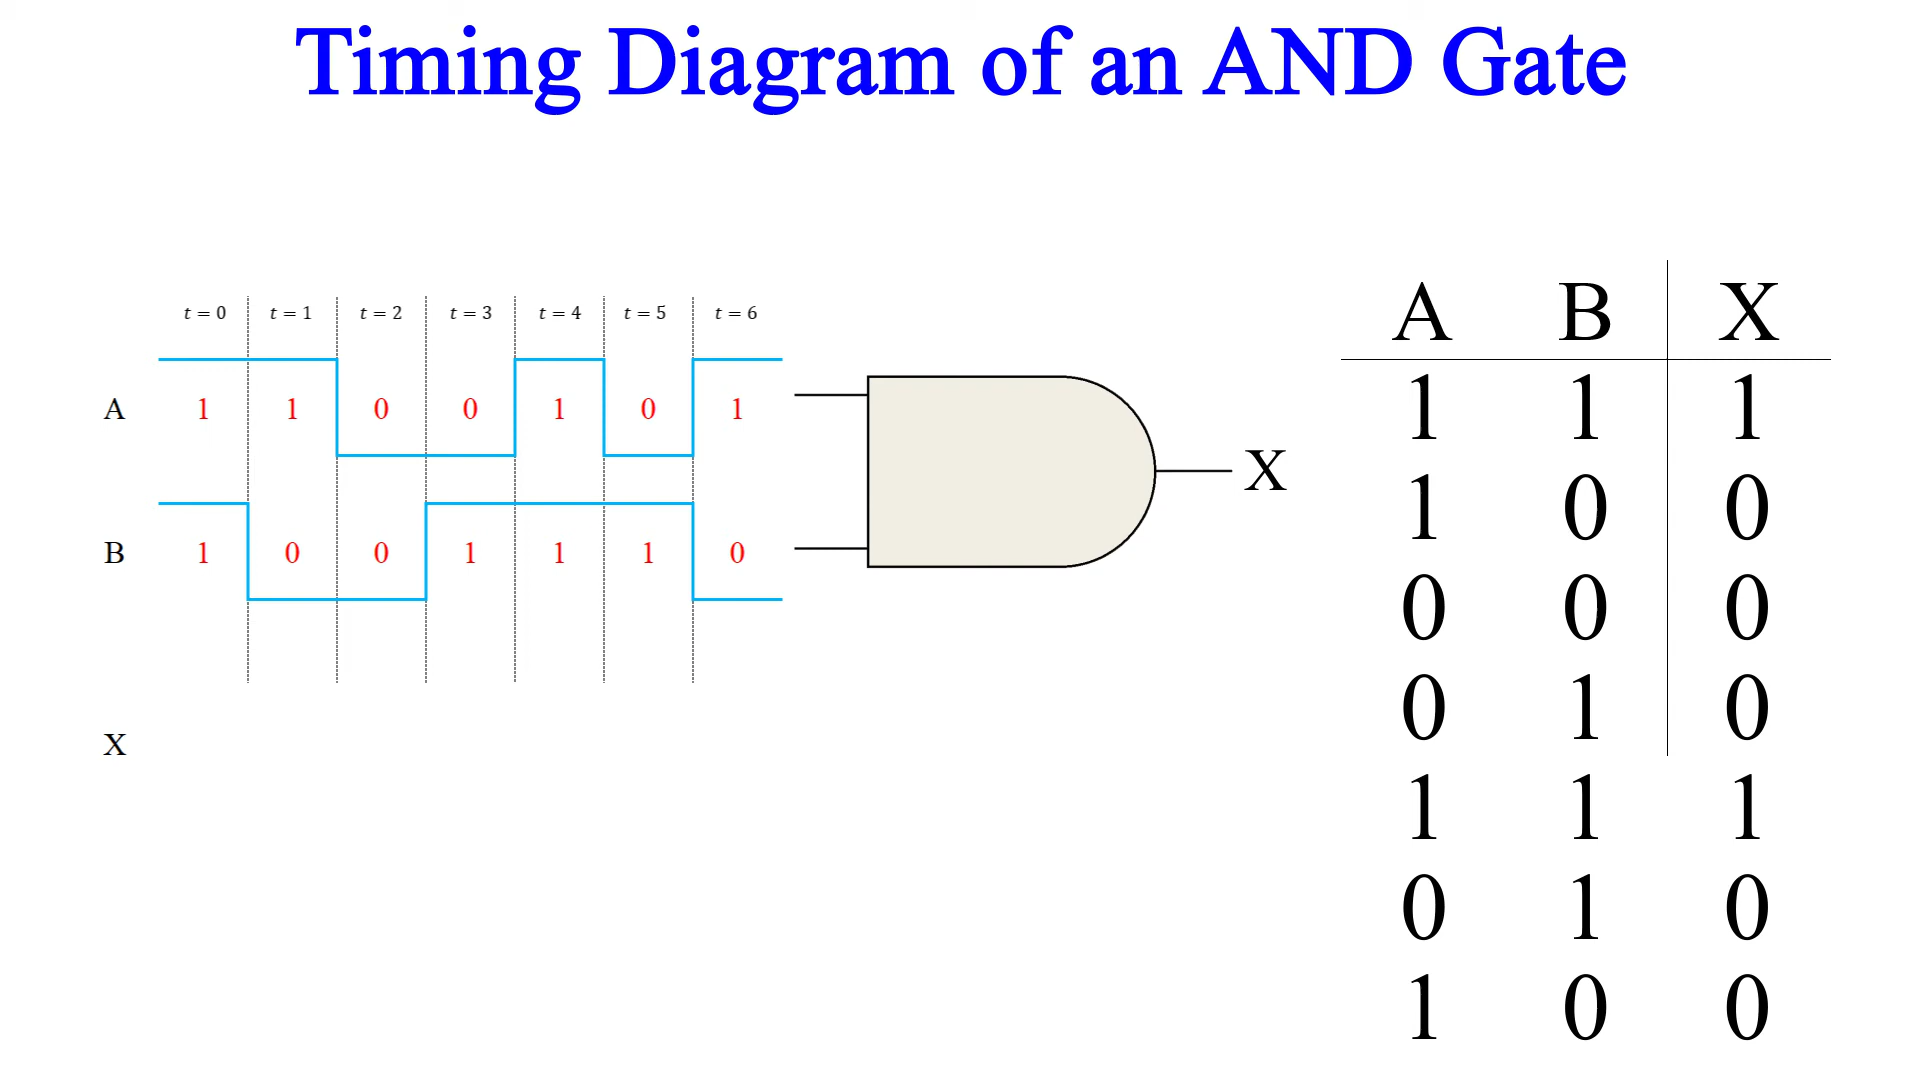 Timing Diagram of an AND Gate
t = 0 t = 1 t = 2 t = 3 t = 4 t = 5 t = 6
A 1 1 0 0 1 0 1
B 1 0 0 1 1 1 0
X
X
A B X
1 1 1
1 0 0
0 0 0
0 1 0
1 1 1
0 1 0
1 0 0